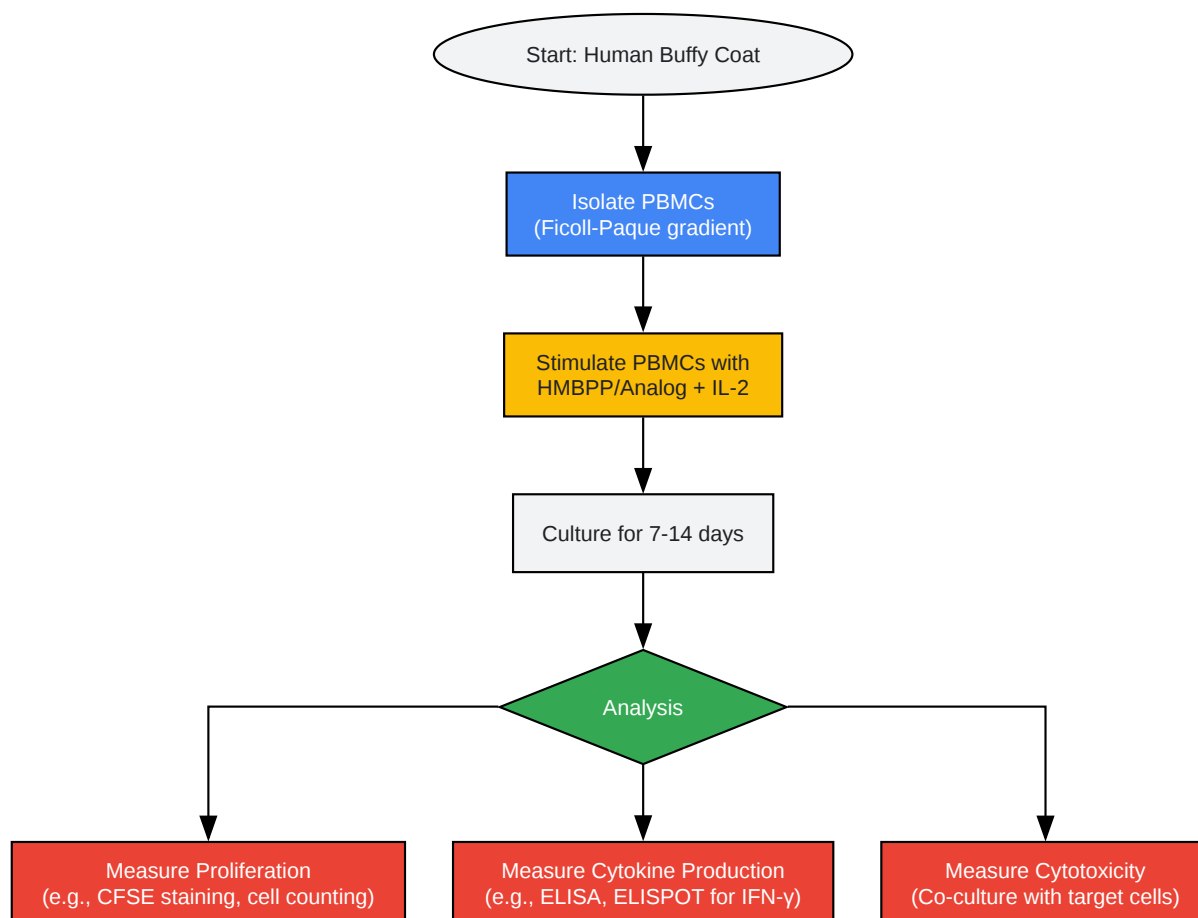 Start: Human Buffy Coat
Isolate PBMCs
(Ficoll-Paque gradient)
Stimulate PBMCs with
HMBPP/Analog + IL-2
Culture for 7-14 days
Analysis
Measure Proliferation
(e.g., CFSE staining, cell counting)
Measure Cytokine Production
(e.g., ELISA, ELISPOT for IFN-γ)
Measure Cytotoxicity
(Co-culture with target cells)